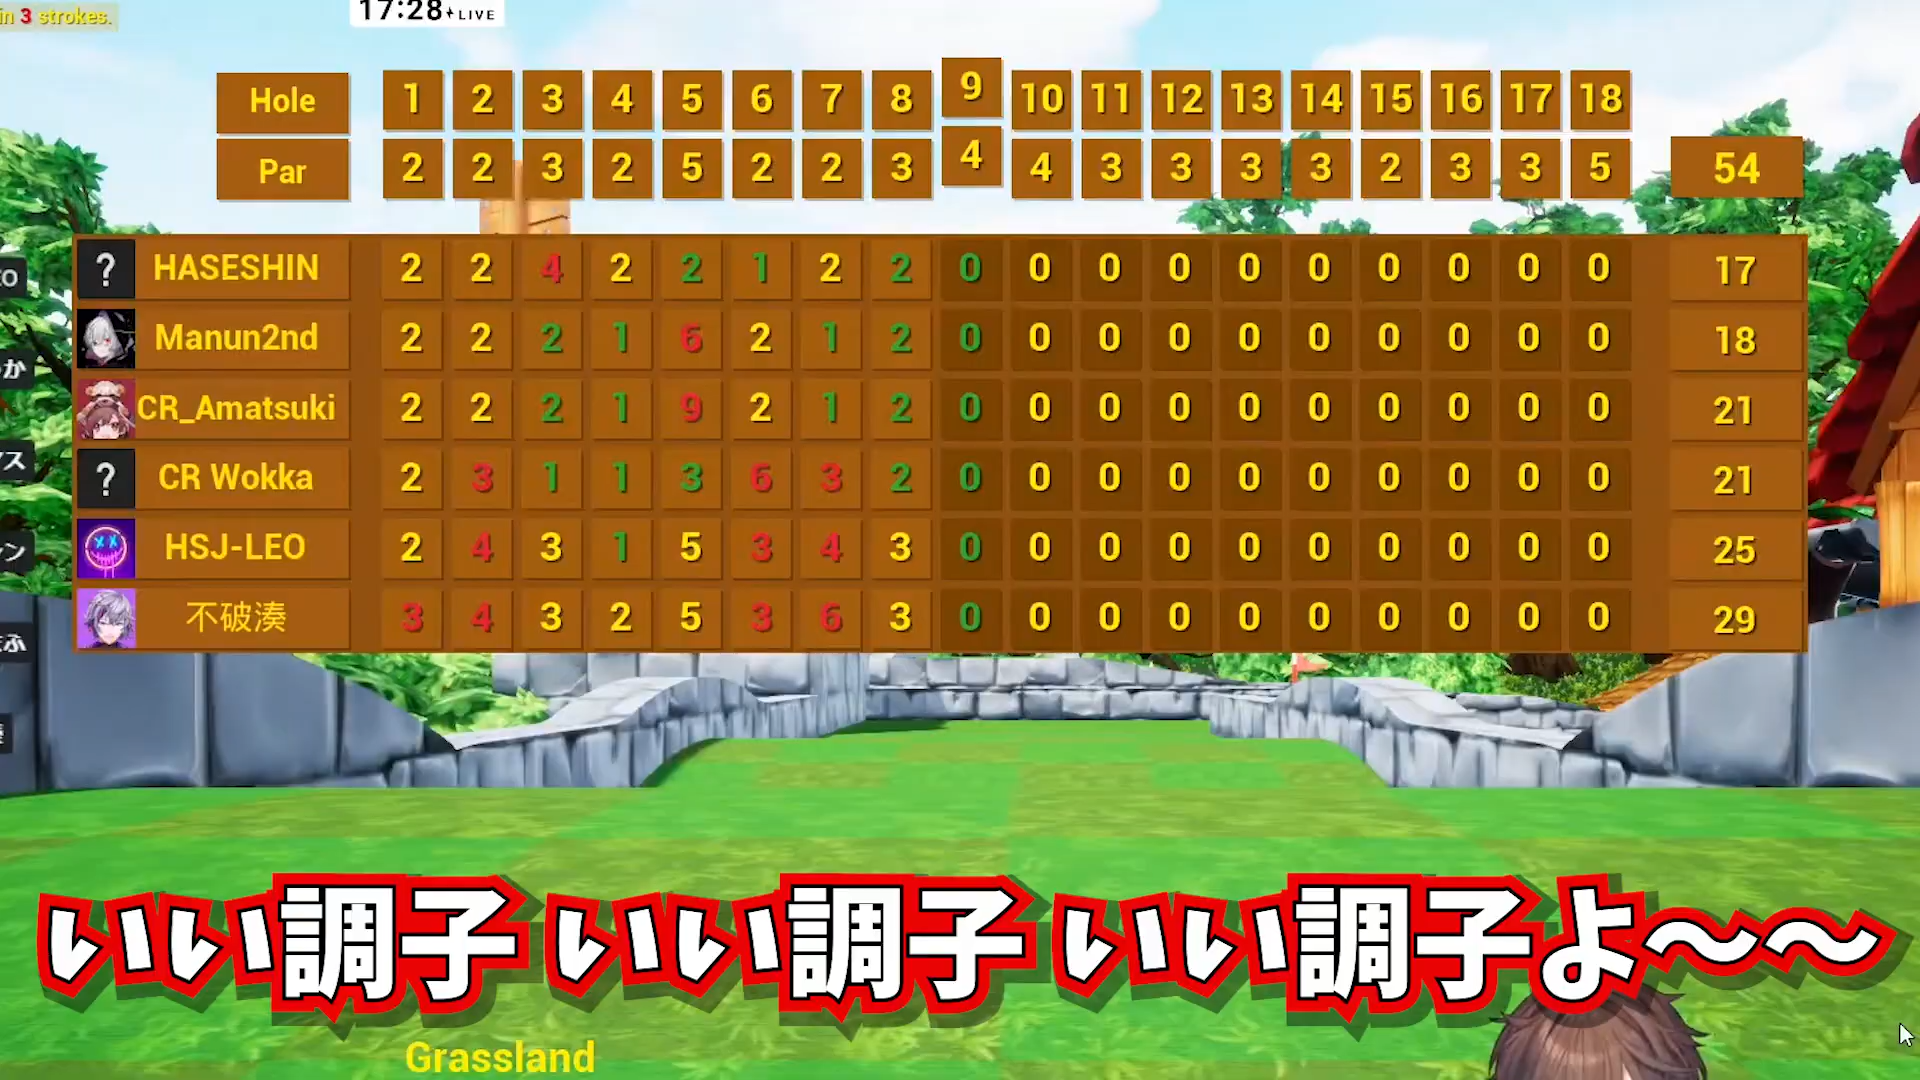 in 3 strokes.
17:28 LIVE
Hole 1 2 3 4 5 6 7 8 9 10 11 12 13 14 15 16 17 18
Par 2 2 3 2 5 2 2 3 4 4 3 3 3 3 2 3 3 5 54
? HASESHIN 2 2 4 2 2 1 2 2 0 0 0 0 0 0 0 0 0 0 17
Manun2nd 2 2 2 1 6 2 1 2 0 0 0 0 0 0 0 0 0 0 18
CR_Amatsuki 2 2 2 1 9 2 1 2 0 0 0 0 0 0 0 0 0 0 21
? CR Wokka 2 3 1 1 3 6 3 2 0 0 0 0 0 0 0 0 0 0 21
HSJ-LEO 2 4 3 1 5 3 4 3 0 0 0 0 0 0 0 0 0 0 25
不破湊 3 4 3 2 5 3 6 3 0 0 0 0 0 0 0 0 0 0 29
いい調子 いい調子 いい調子よ〜〜
Grassland